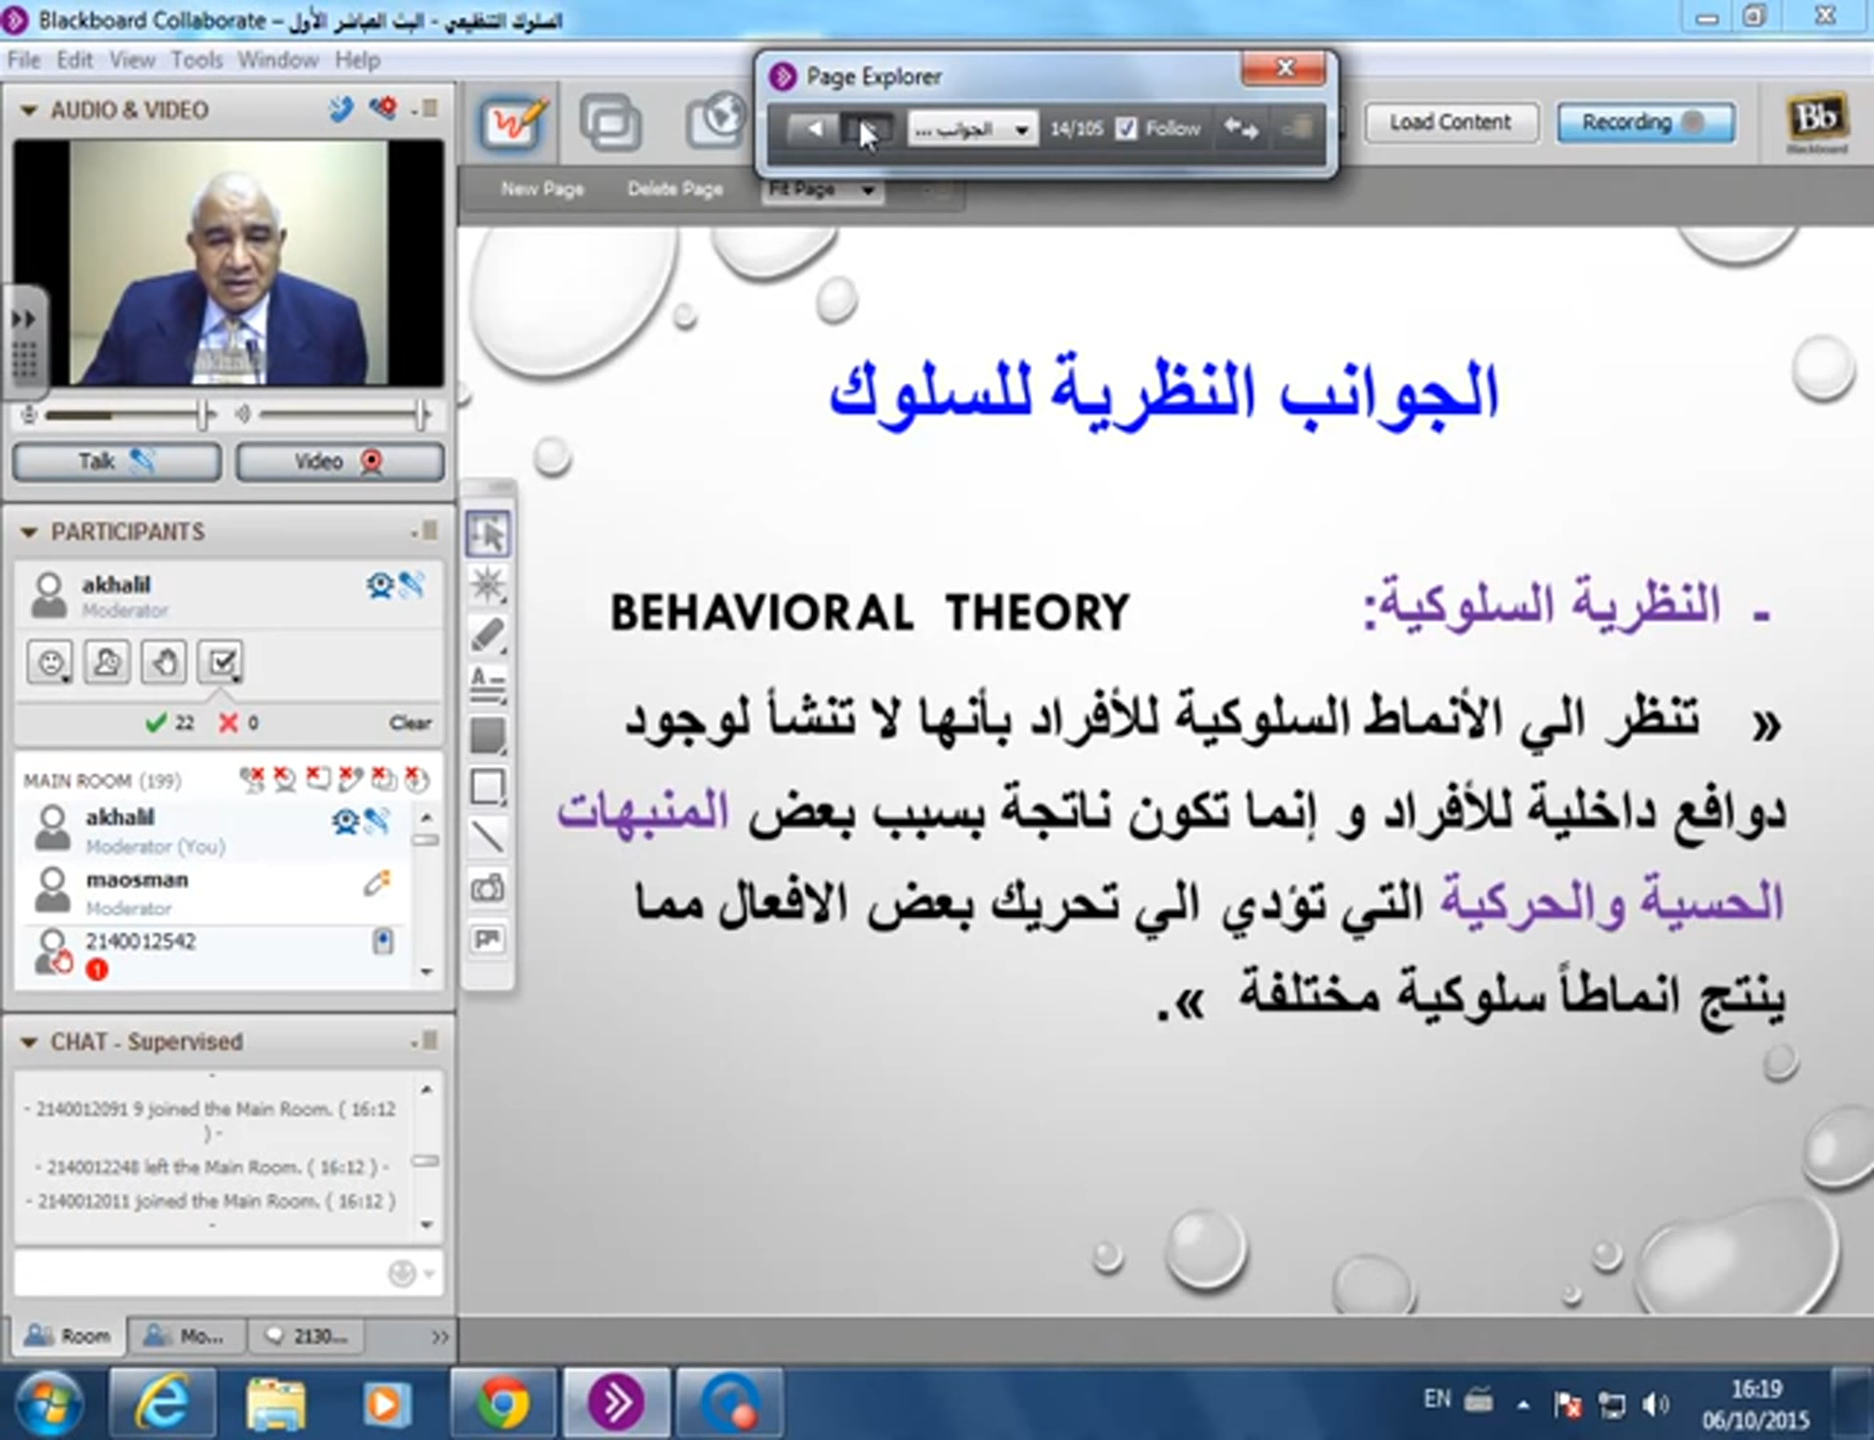 Blackboard Collaborate – السلوك التنظيمي - البث المباشر الأول
File Edit View Tools Window Help
Page Explorer
الجوانب ...
14/105
Follow
Load Content
Recording
Bb
Blackboard
New Page
Delete Page
Fit Page
AUDIO & VIDEO
Talk
Video
PARTICIPANTS
akhalil
Moderator
22
0
Clear
MAIN ROOM (199)
akhalil
Moderator (You)
maosman
Moderator
2140012542
1
CHAT - Supervised
-
- 2140012091 9 joined the Main Room. ( 16:12
) -
- 2140012248 left the Main Room. ( 16:12 ) -
- 2140012011 joined the Main Room. ( 16:12 )
-
Room
Mo...
2130...
الجوانب النظرية للسلوك
- النظرية السلوكية: BEHAVIORAL THEORY
« تنظر الي الأنماط السلوكية للأفراد بأنها لا تنشأ لوجود
دوافع داخلية للأفراد و إنما تكون ناتجة بسبب بعض المنبهات
الحسية والحركية التي تؤدي الي تحريك بعض الافعال مما
ينتج انماطاً سلوكية مختلفة ».
EN
16:19
06/10/2015